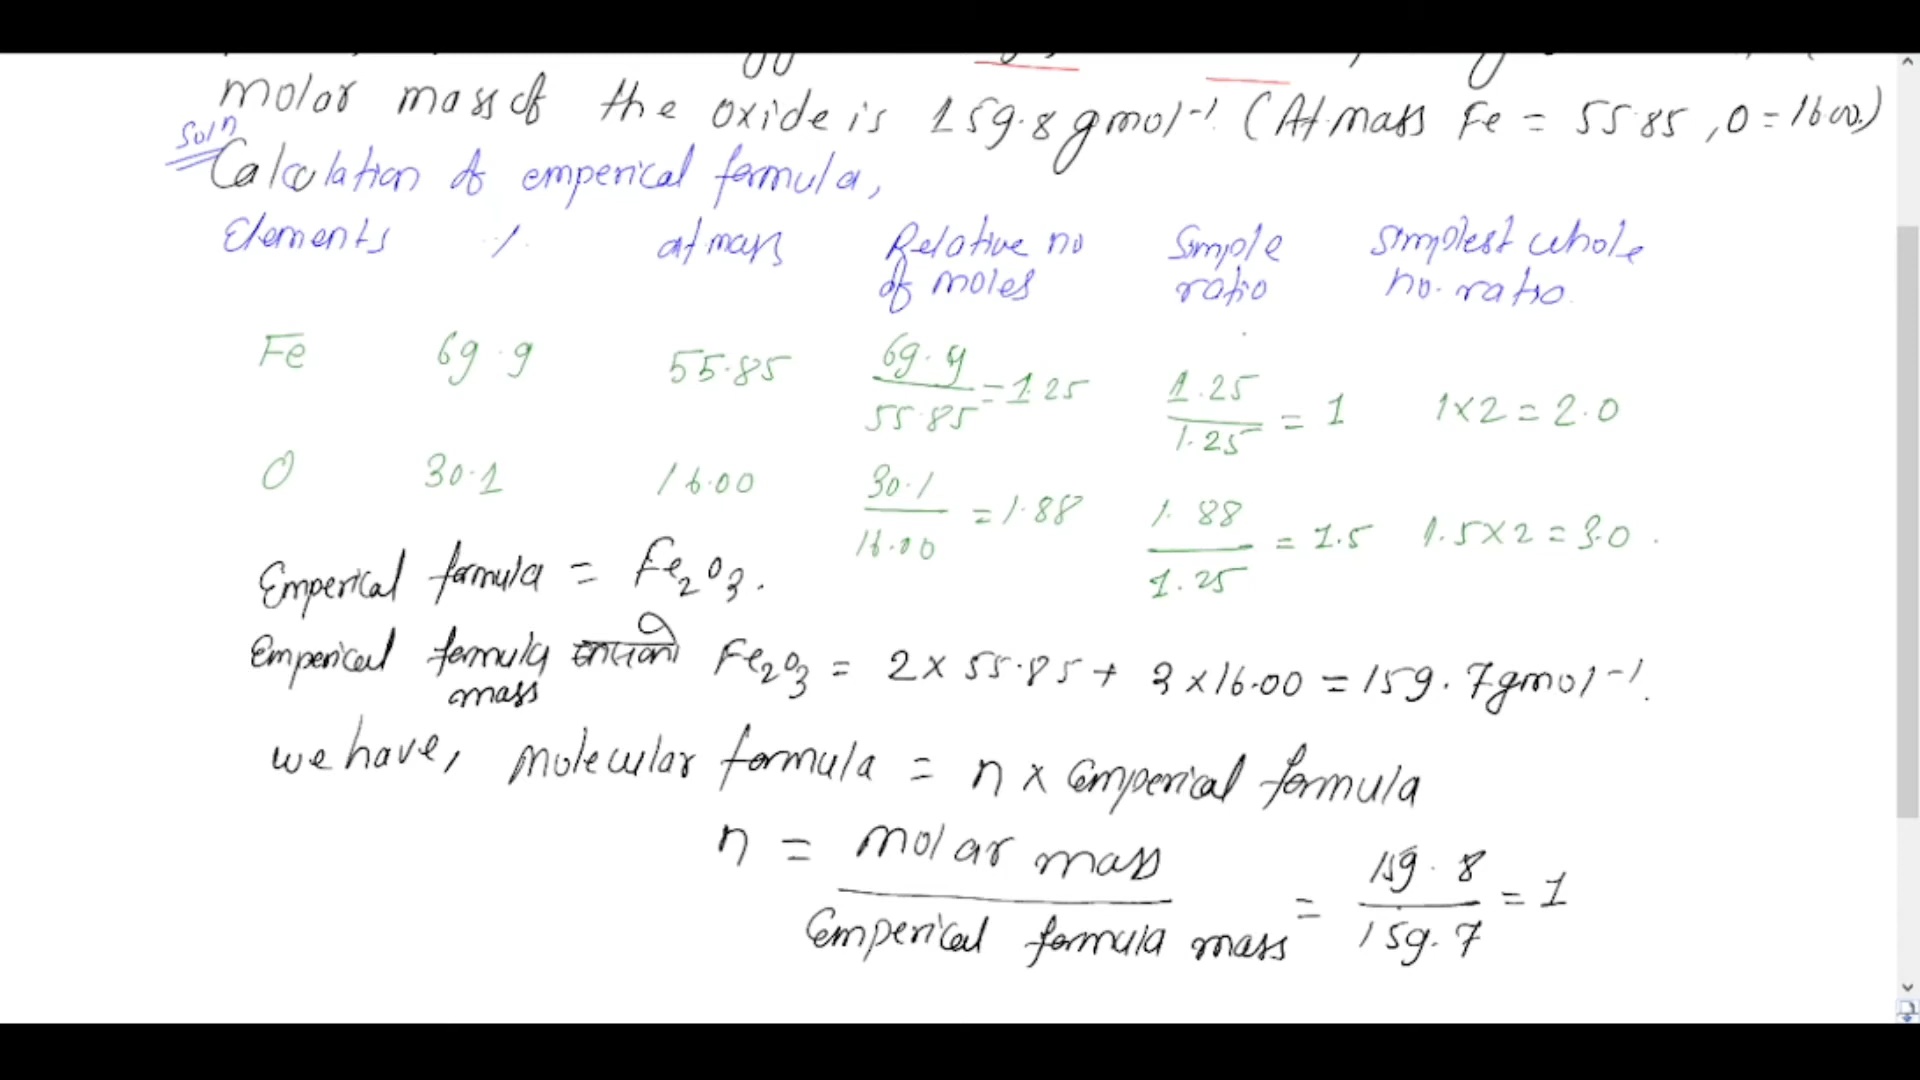 molar mass of the oxide is 159.8 gmol⁻¹. (At. mass Fe = 55.85, O = 16.00)
Solⁿ
Calculation of emperical formula,
Elements % at mass Relative no of moles Simple ratio simplest whole no. ratio
Fe 69.9 55.85 69.9/55.85 = 1.25 1.25/1.25 = 1 1×2 = 2.0
O 30.1 16.00 30.1/16.00 = 1.88 1.88/1.25 = 1.5 1.5×2 = 3.0
Emperical formula = Fe₂O₃.
Emperical formula mass Fe₂O₃ = 2 × 55.85 + 3 × 16.00 = 159.7 gmol⁻¹.
we have, molecular formula = n × emperical formula
n = molar mass / Emperical formula mass = 159.8 / 159.7 = 1